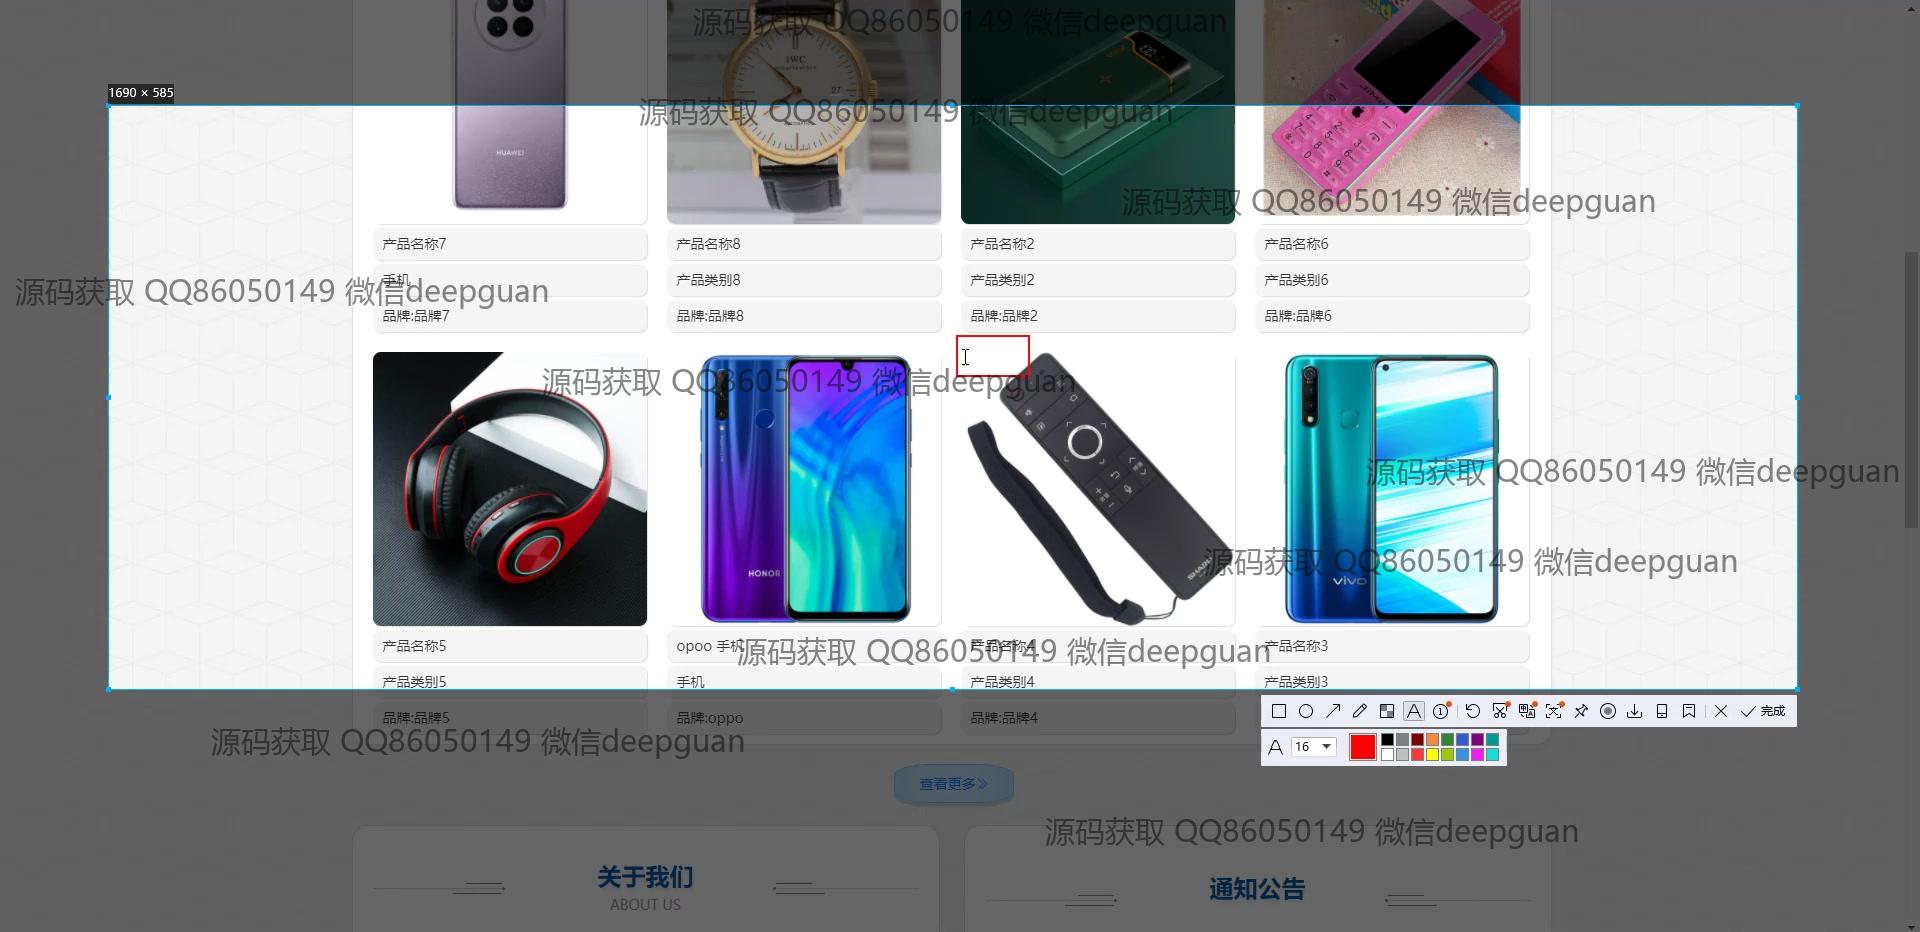 源码获取 QQ86050149 微信deepguan
IWC
27
1690 × 585
源码获取 QQ86050149 微信deepguan
HUAWEI
源码获取 QQ86050149 微信deepguan
产品名称7
产品名称8
产品名称2
产品名称6
手机
产品类别8
产品类别2
产品类别6
源码获取 QQ86050149 微信deepguan
品牌:品牌7
品牌:品牌8
品牌:品牌2
品牌:品牌6
源码获取 QQ86050149 微信deepguan
源码获取 QQ86050149 微信deepguan
HONOR
源码获取 QQ86050149 微信deepguan
SHARP
vivo
产品名称5
opoo 手机
产品名称4
产品名称3
源码获取 QQ86050149 微信deepguan
产品类别5
手机
产品类别4
产品类别3
品牌:品牌5
品牌:oppo
品牌:品牌4
完成
源码获取 QQ86050149 微信deepguan
A 16
查看更多》
源码获取 QQ86050149 微信deepguan
关于我们
ABOUT US
通知公告